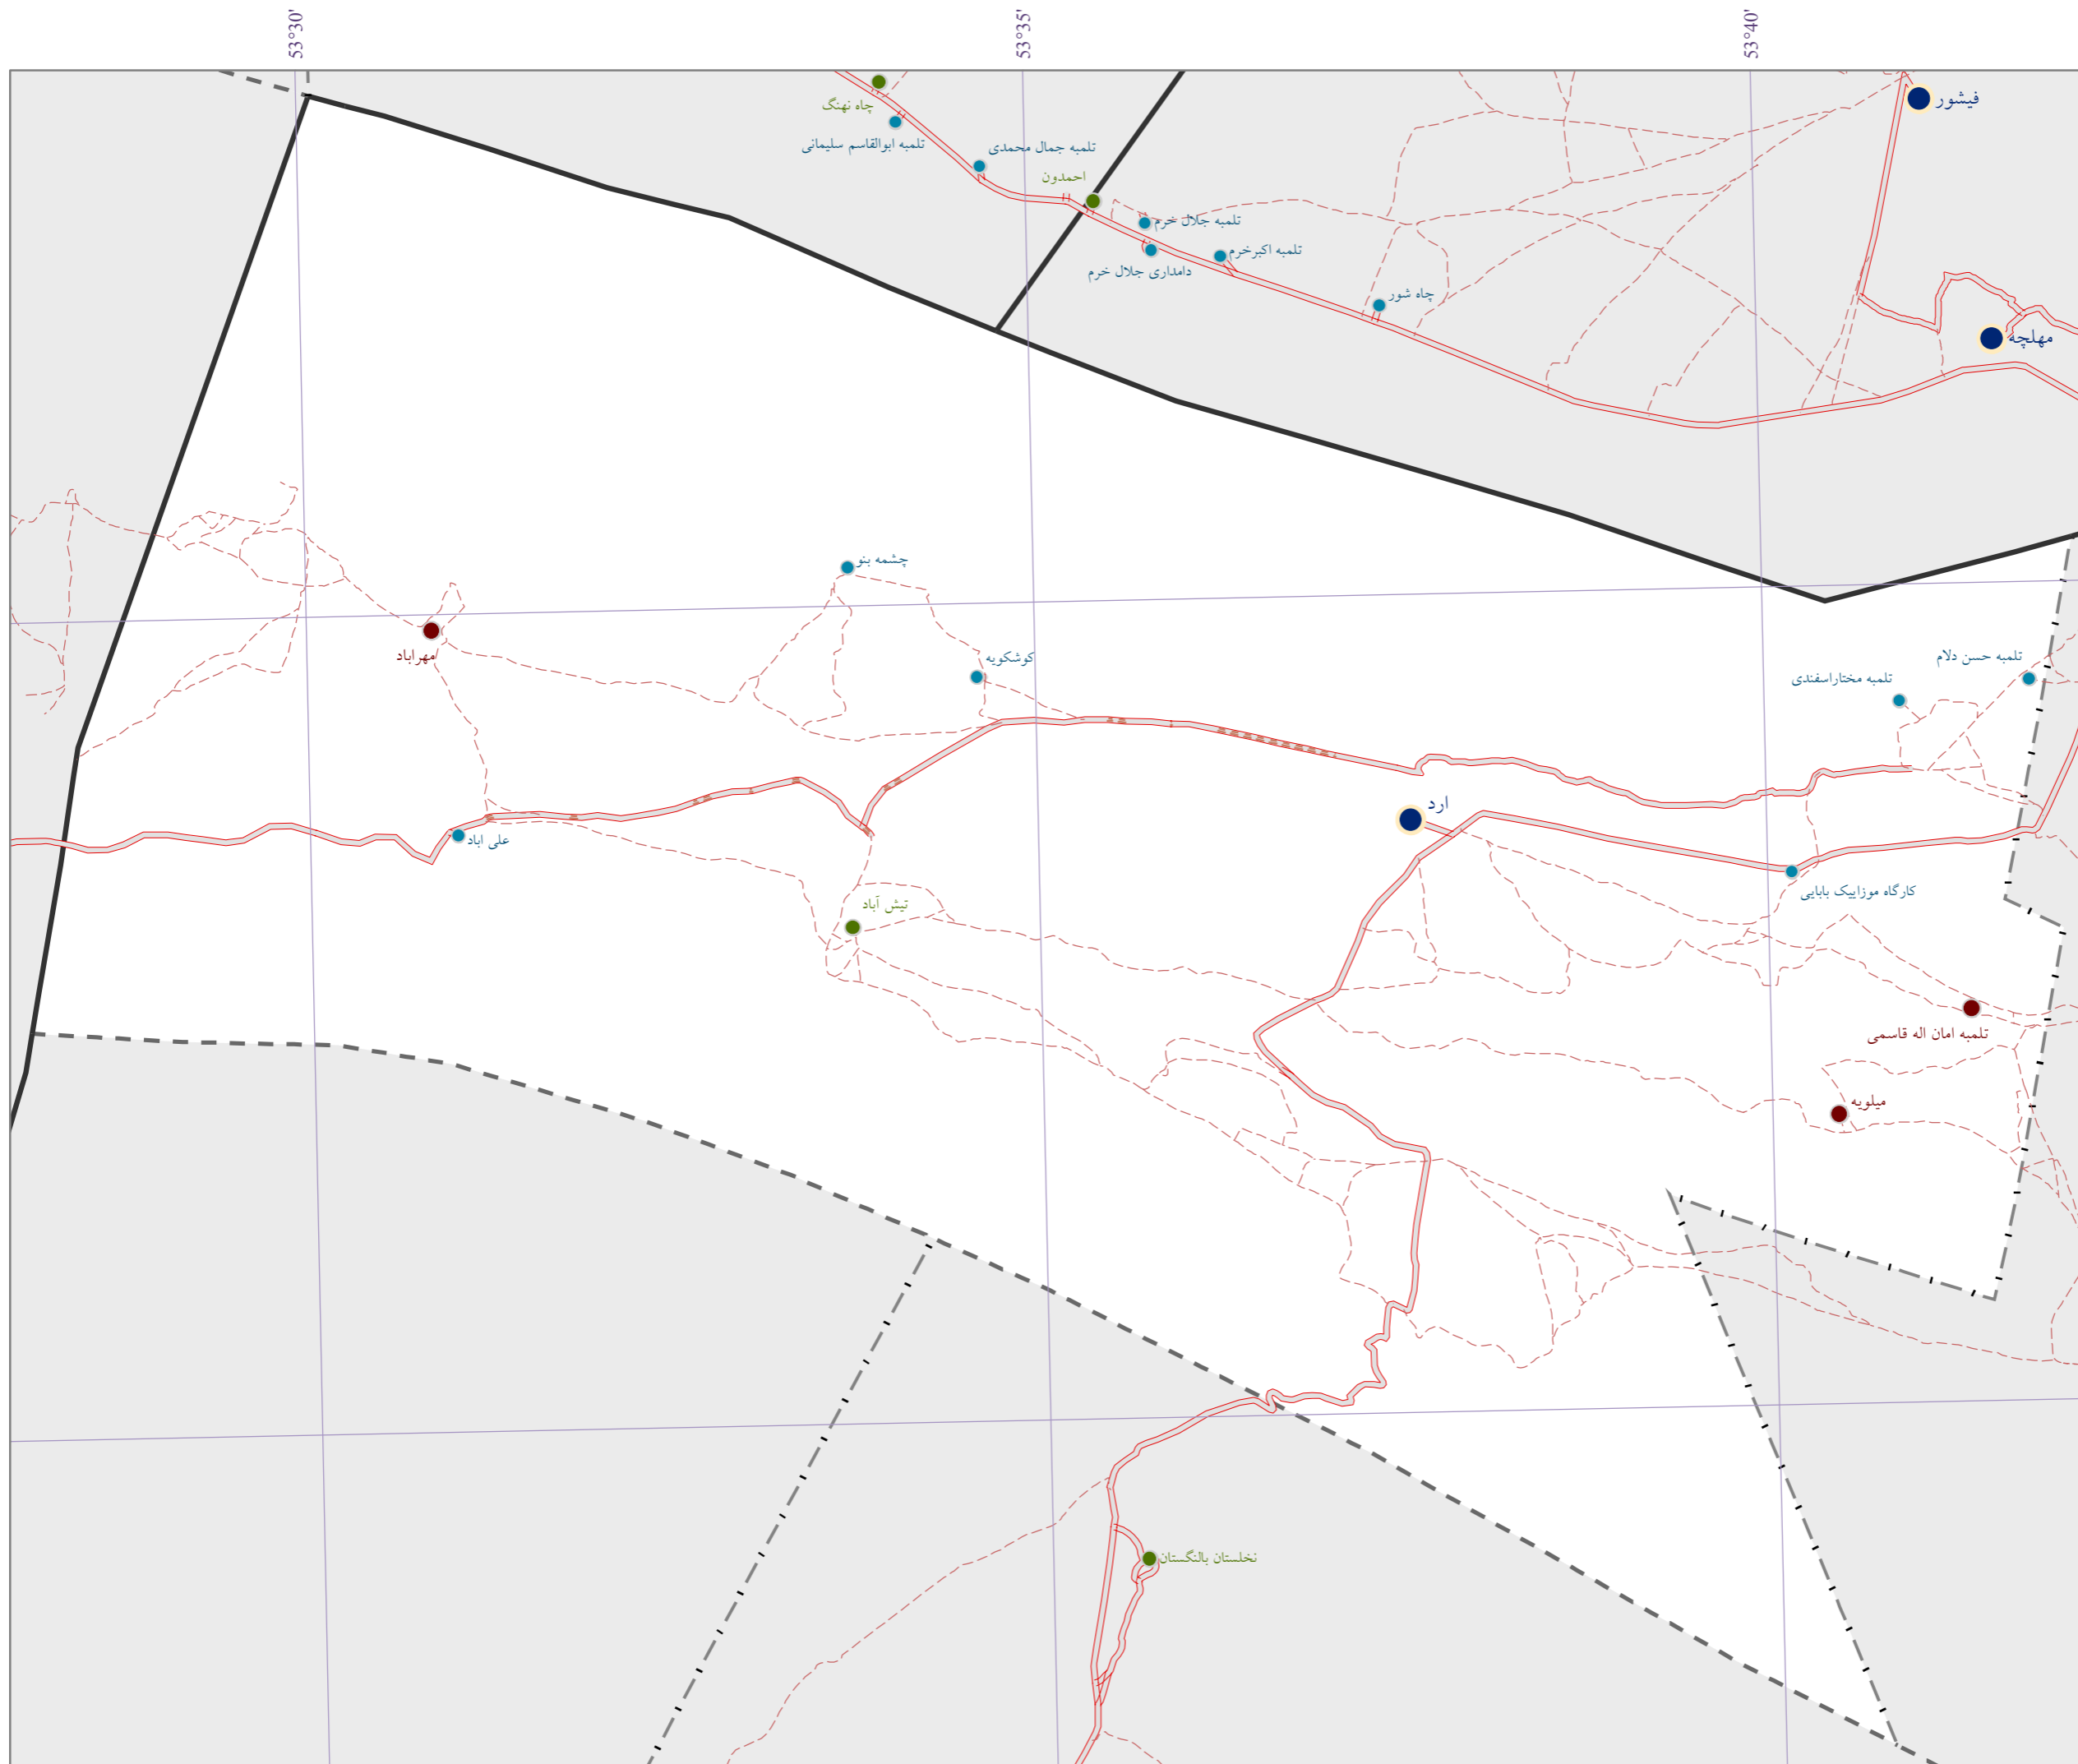 53°30'
53°35'
53°40'
فیشور
چاه نهنگ
تلمبه ابوالقاسم سلیمانی
تلمبه جمال محمدی
احمدون
تلمبه جلال خرم
تلمبه اکبرخرم
دامداری جلال خرم
چاه شور
مهلچه
چشمه بنو
مهراباد
کوشکویه
تلمبه حسن دلام
تلمبه مختاراسفندی
ارد
علی اباد
کارگاه موزاییک بابایی
تیش آباد
تلمبه امان اله قاسمی
میلویه
نخلستان بالنگستان